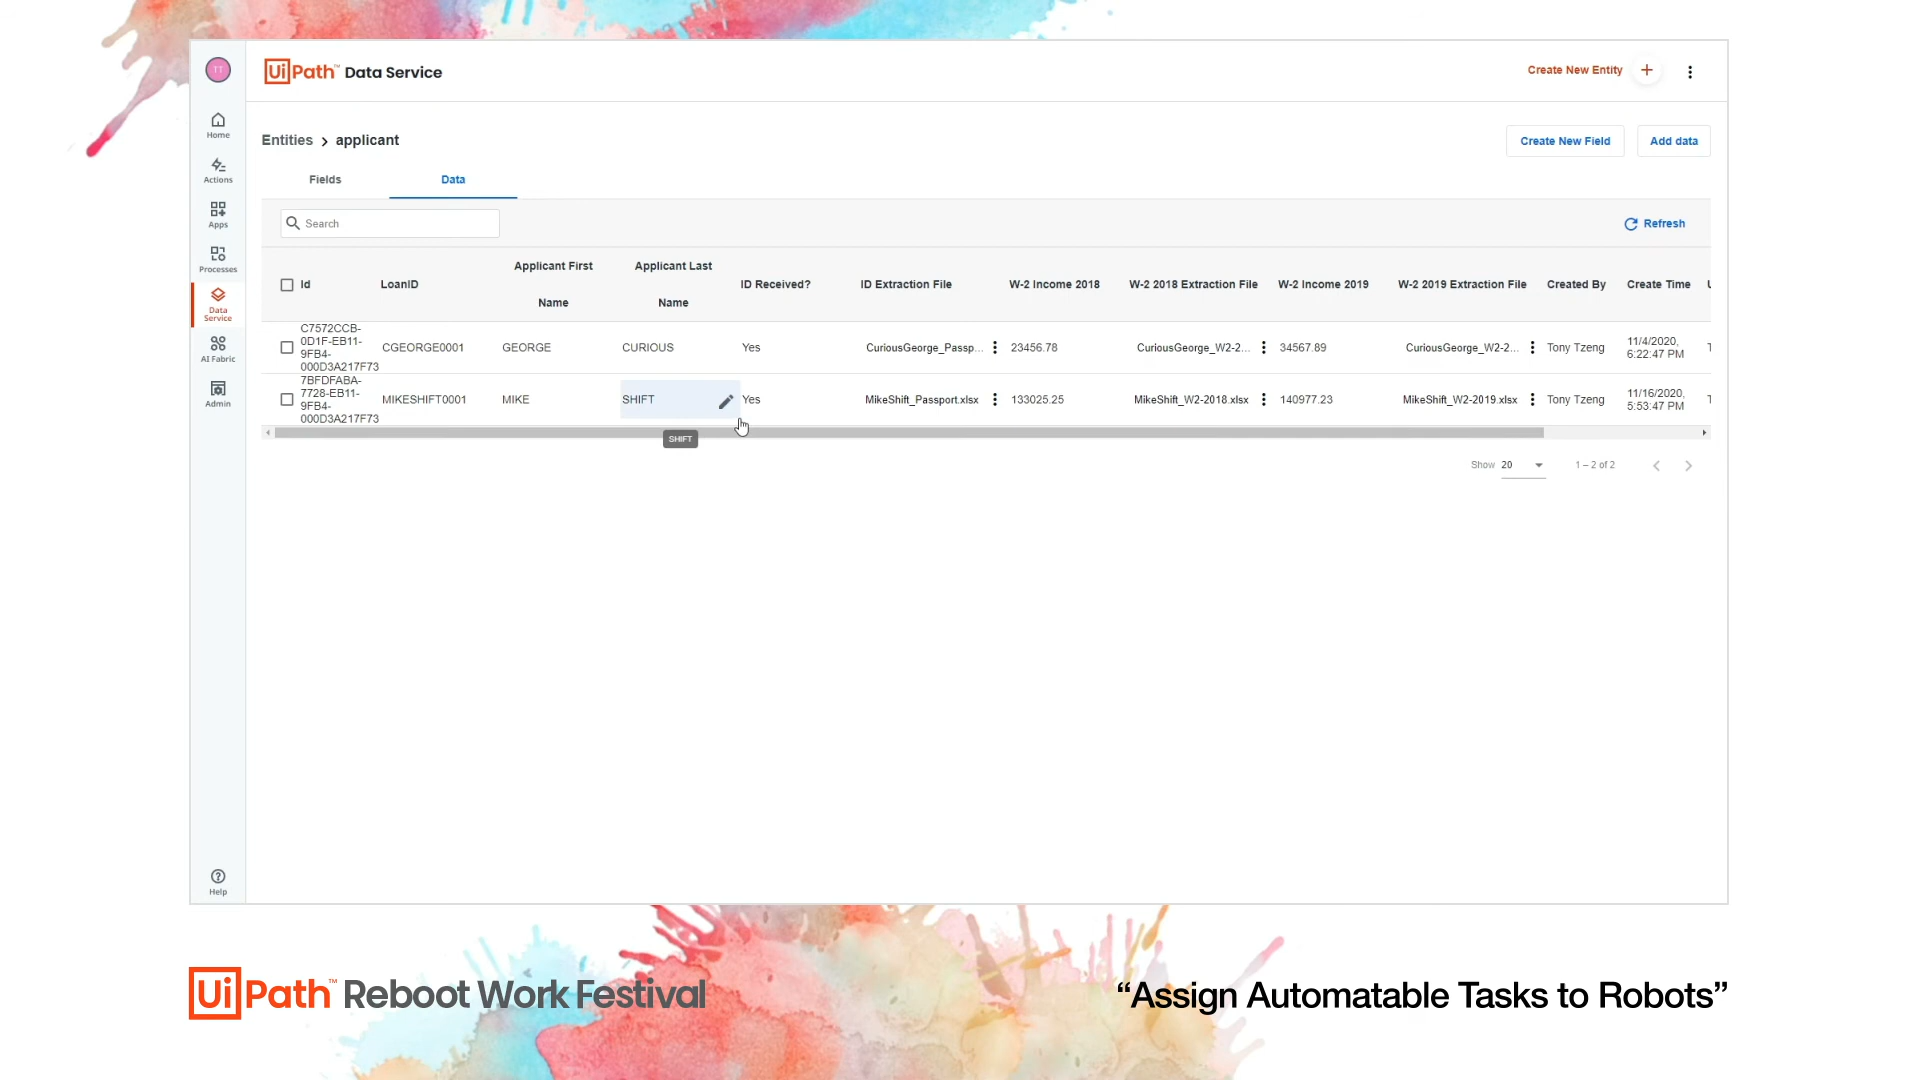 TT
UiPath™ Data Service
Create New Entity +
Home
Actions
Apps
Processes
Data
Service
AI Fabric
Admin
Help
Entities > applicant
Create New Field
Add data
Fields
Data
Search
Refresh
Id
LoanID
Applicant First
Name
Applicant Last
Name
ID Received?
ID Extraction File
W-2 Income 2018
W-2 2018 Extraction File
W-2 Income 2019
W-2 2019 Extraction File
Created By
Create Time
C7572CCB-
0D1F-EB11-
9FB4-
000D3A217F73
CGEORGE0001
GEORGE
CURIOUS
Yes
CuriousGeorge_Passp...
23456.78
CuriousGeorge_W2-2...
34567.89
CuriousGeorge_W2-2...
Tony Tzeng
11/4/2020,
6:22:47 PM
7BFDFABA-
7728-EB11-
9FB4-
000D3A217F73
MIKESHIFT0001
MIKE
SHIFT
Yes
MikeShift_Passport.xlsx
133025.25
MikeShift_W2-2018.xlsx
140977.23
MikeShift_W2-2019.xlsx
Tony Tzeng
11/16/2020,
5:53:47 PM
SHIFT
Show 20
1 – 2 of 2
UiPath™ Reboot Work Festival
“Assign Automatable Tasks to Robots”